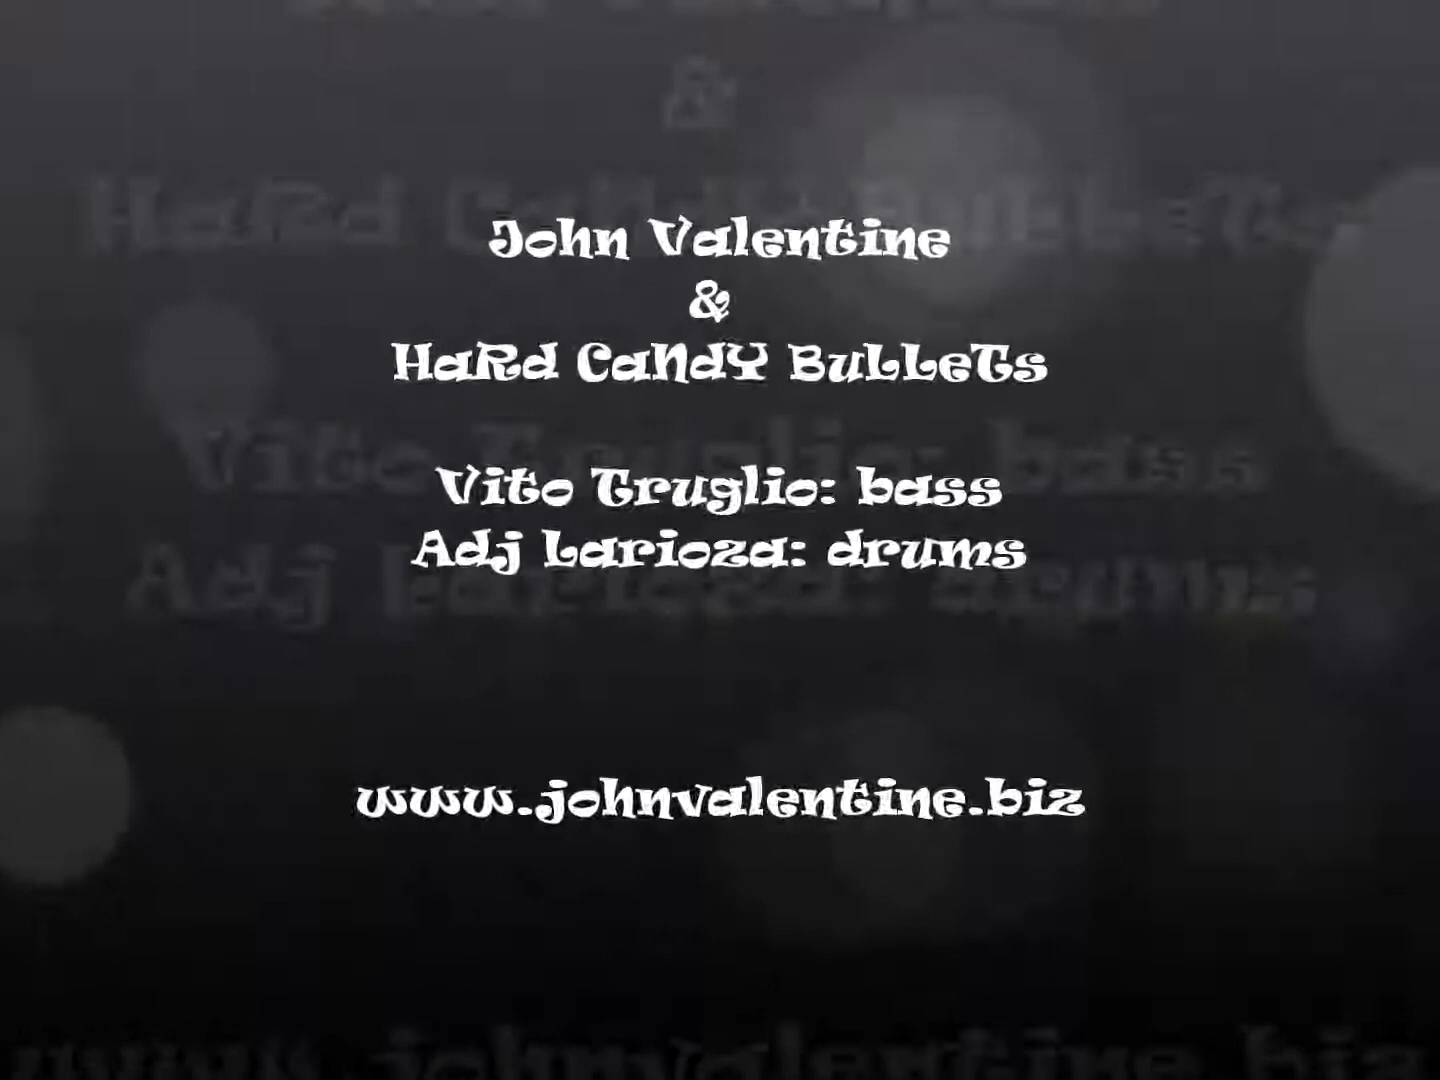 John Valentine
&
HaRd CaNdY BuLLeTs
Vito Truglio: bass
Adj Larioza: drums
www.johnvalentine.biz